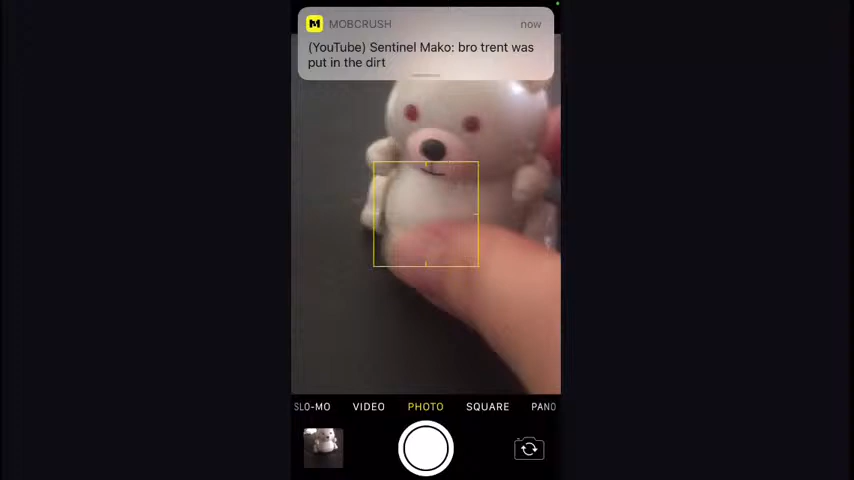 M MOBCRUSH now
(YouTube) Sentinel Mako: bro trent was
put in the dirt
SLO-MO VIDEO PHOTO SQUARE PANO